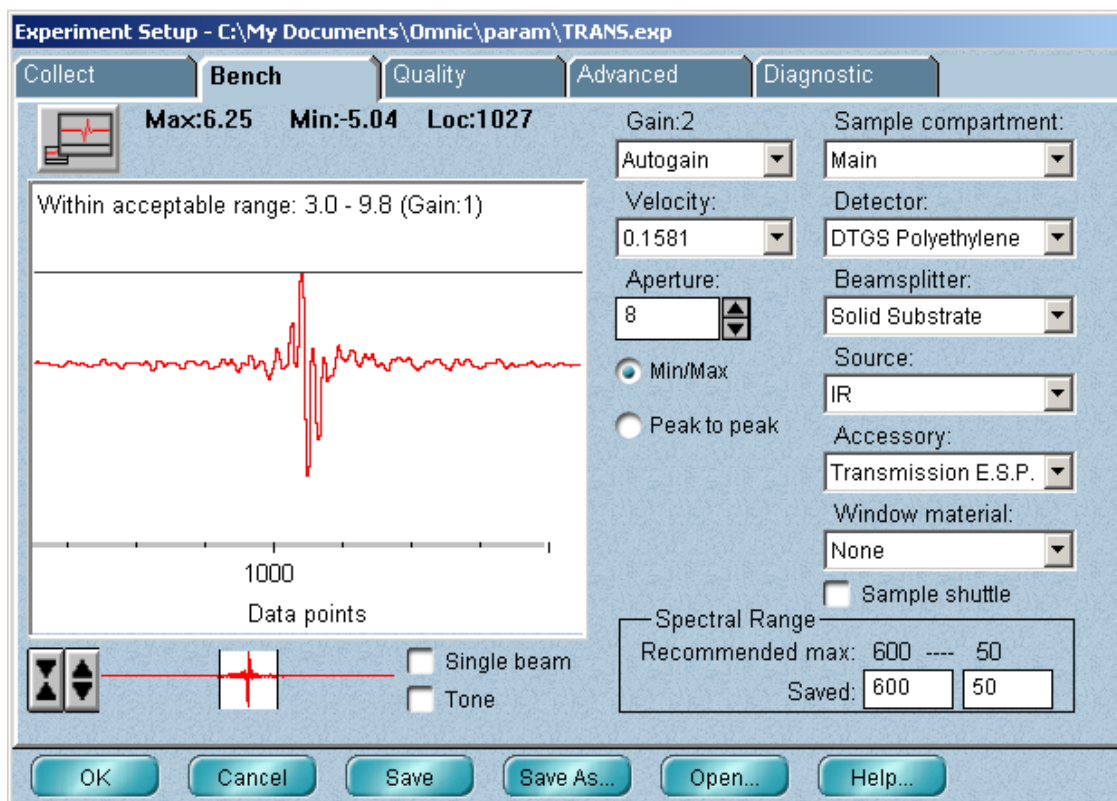 Experiment Setup - C:\My Documents\Omnic\param\TRANS.exp
Collect
Bench
Quality
Advanced
Diagnostic
Max:6.25 Min:-5.04 Loc:1027
Within acceptable range: 3.0 - 9.8 (Gain:1)
1000
Data points
Single beam
Tone
Gain:2
Autogain
Velocity:
0.1581
Aperture:
8
Min/Max
Peak to peak
Sample compartment:
Main
Detector:
DTGS Polyethylene
Beamsplitter:
Solid Substrate
Source:
IR
Accessory:
Transmission E.S.P.
Window material:
None
Sample shuttle
Spectral Range
Recommended max: 600 ---- 50
Saved: 600 50
OK
Cancel
Save
Save As...
Open...
Help...